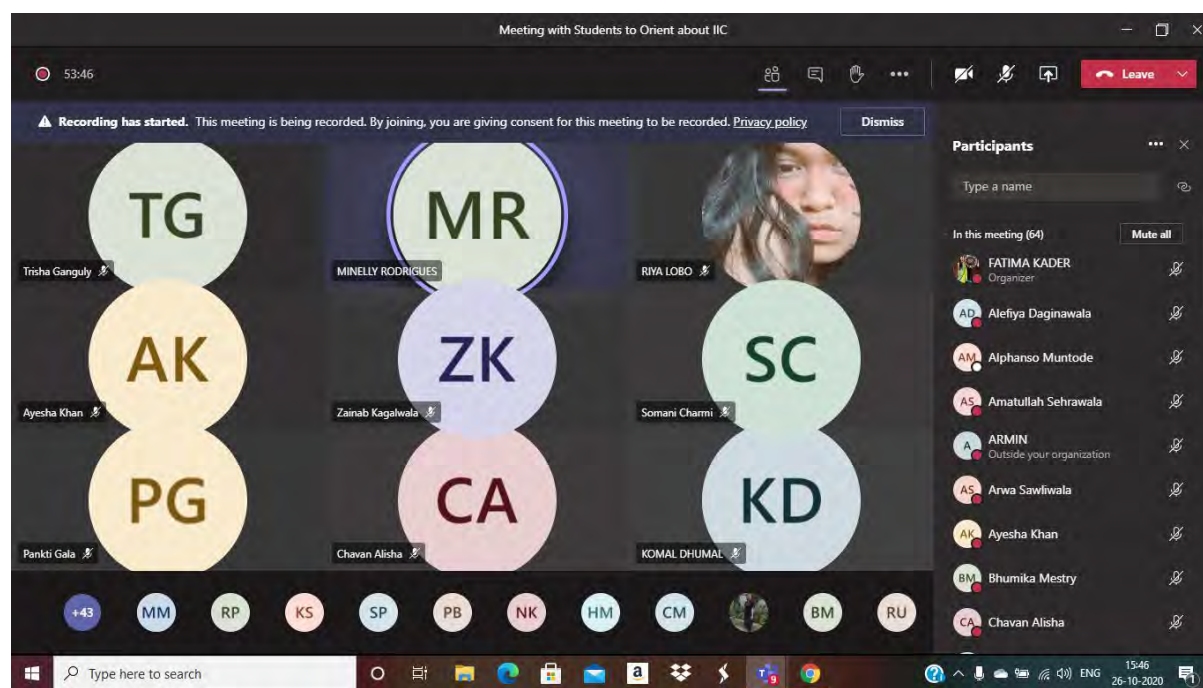 Meeting with Students to Orient about IIC
53:46
Leave
Recording has started. This meeting is being recorded. By joining, you are giving consent for this meeting to be recorded. Privacy policy
Dismiss
TG
Trisha Ganguly
MR
MINELLY RODRIGUES
RIYA LOBO
AK
Ayesha Khan
ZK
Zainab Kagalwala
SC
Somani Charmi
PG
Pankti Gala
CA
Chavan Alisha
KD
KOMAL DHUMAL
+43
MM
RP
KS
SP
PB
NK
HM
CM
BM
RU
Participants
Type a name
In this meeting (64)
Mute all
FATIMA KADER
Organizer
AD
Alefiya Daginawala
AM
Alphanso Muntode
AS
Amatullah Sehrawala
A
ARMIN
Outside your organization
AS
Arwa Sawliwala
AK
Ayesha Khan
BM
Bhumika Mestry
CA
Chavan Alisha
Type here to search
a
T
9
ENG
15:46
26-10-2020